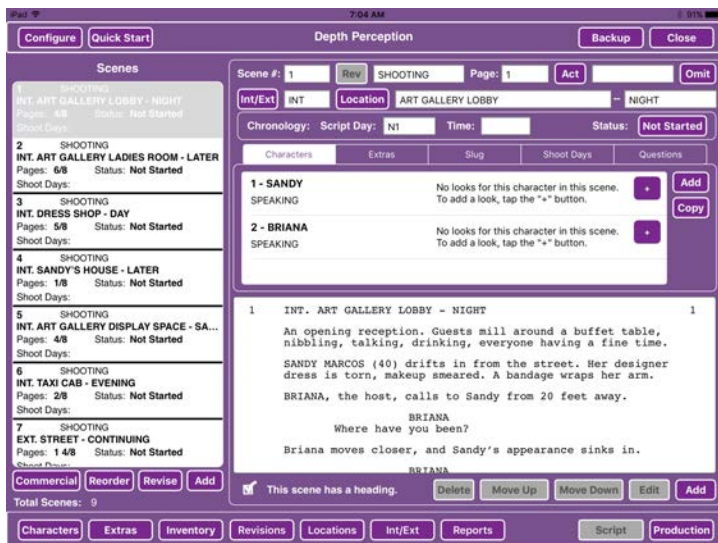 iPad 7:04 AM 91%
Configure Quick Start Depth Perception Backup Close
Scenes
1 SHOOTING
INT. ART GALLERY LOBBY - NIGHT
Pages: 4/8 Status: Not Started
Shoot Days:
2 SHOOTING
INT. ART GALLERY LADIES ROOM - LATER
Pages: 6/8 Status: Not Started
Shoot Days:
3 SHOOTING
INT. DRESS SHOP - DAY
Pages: 5/8 Status: Not Started
Shoot Days:
4 SHOOTING
INT. SANDY'S HOUSE - LATER
Pages: 1/8 Status: Not Started
Shoot Days:
5 SHOOTING
INT. ART GALLERY DISPLAY SPACE - SA...
Pages: 4/8 Status: Not Started
Shoot Days:
6 SHOOTING
INT. TAXI CAB - EVENING
Pages: 2/8 Status: Not Started
Shoot Days:
7 SHOOTING
EXT. STREET - CONTINUING
Pages: 1 4/8 Status: Not Started
Shoot Days:
Commercial Reorder Revise Add
Total Scenes: 9
Scene #: 1 Rev SHOOTING Page: 1 Act Omit
Int/Ext INT Location ART GALLERY LOBBY -- NIGHT
Chronology: Script Day: N1 Time: Status: Not Started
Characters Extras Slug Shoot Days Questions
1 - SANDY
SPEAKING
No looks for this character in this scene.
To add a look, tap the "+" button.
+
Add
Copy
2 - BRIANA
SPEAKING
No looks for this character in this scene.
To add a look, tap the "+" button.
+
1 INT. ART GALLERY LOBBY - NIGHT 1
An opening reception. Guests mill around a buffet table,
nibbling, talking, drinking, everyone having a fine time.
SANDY MARCOS (40) drifts in from the street. Her designer
dress is torn, makeup smeared. A bandage wraps her arm.
BRIANA, the host, calls to Sandy from 20 feet away.
BRIANA
Where have you been?
Briana moves closer, and Sandy's appearance sinks in.
BRIANA
This scene has a heading. Delete Move Up Move Down Edit Add
Characters Extras Inventory Revisions Locations Int/Ext Reports Script Production